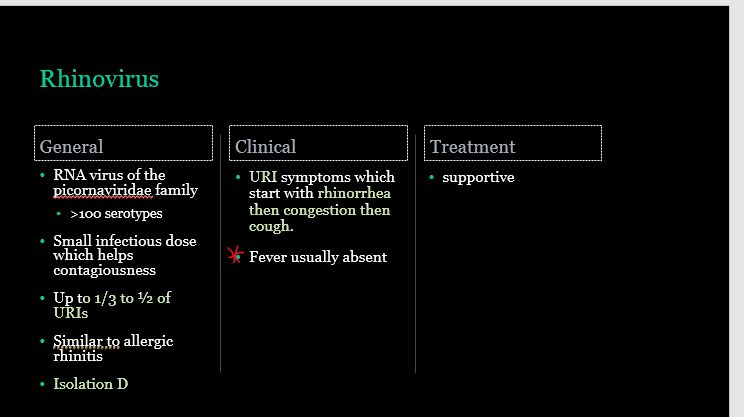 Rhinovirus
General
RNA virus of the
picornaviridae family
>100 serotypes
Small infectious dose
which helps
contagiousness
Up to 1/3 to ½ of
URIs
Similar to allergic
rhinitis
Isolation D
Clinical
URI symptoms which
start with rhinorrhea
then congestion then
cough.
Fever usually absent
Treatment
supportive